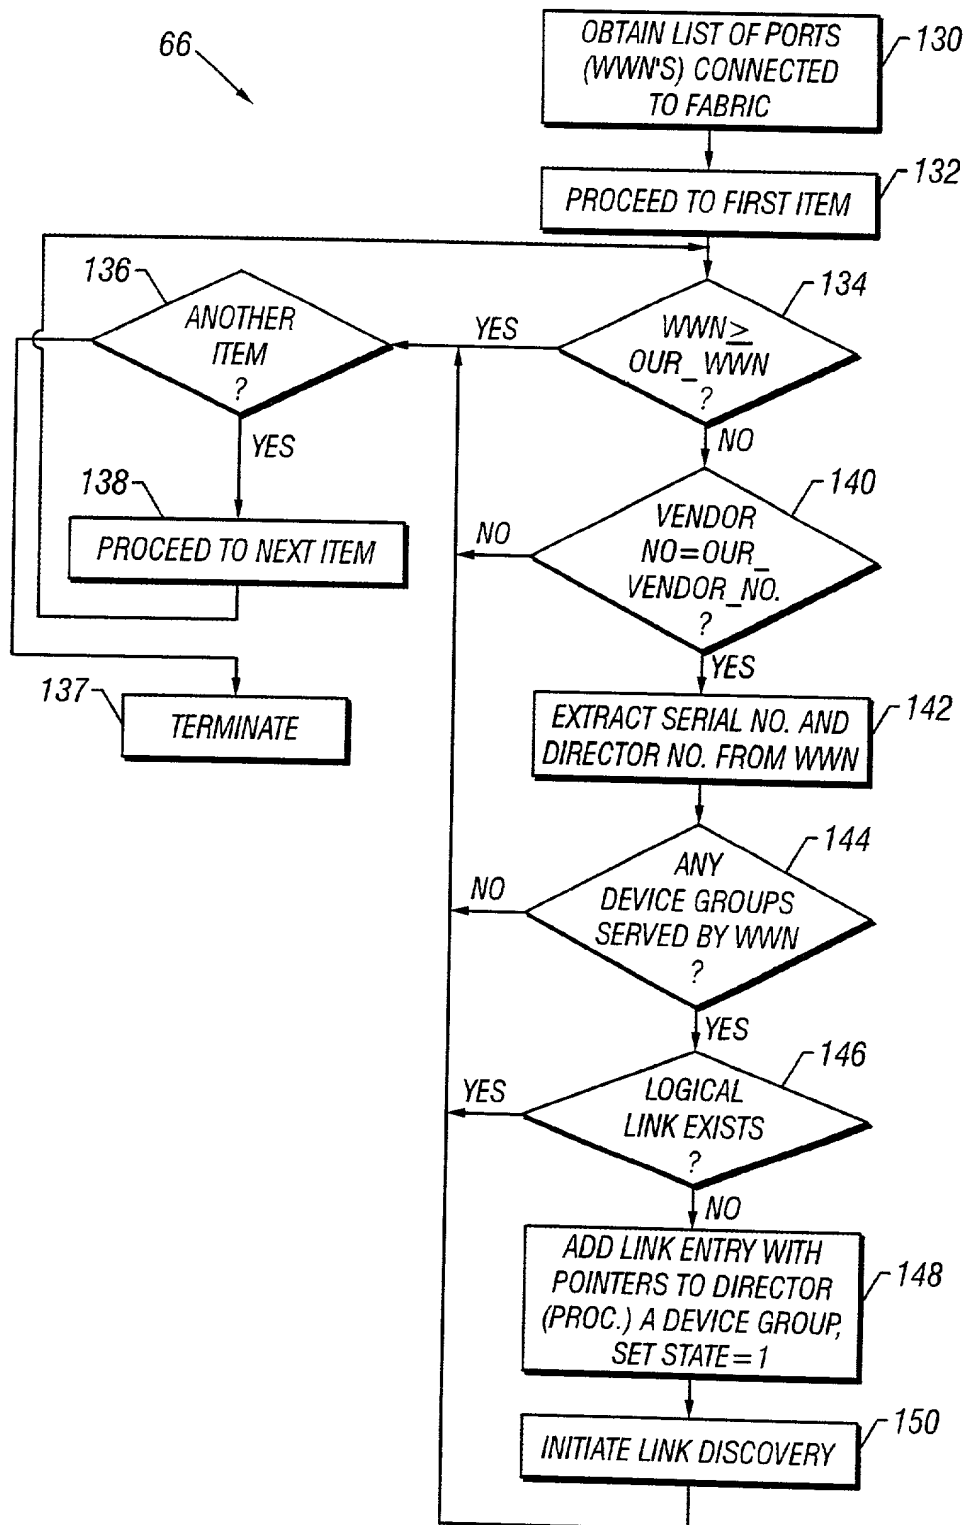 66
OBTAIN LIST OF PORTS
(WWN'S) CONNECTED
TO FABRIC
130
PROCEED TO FIRST ITEM
132
136
ANOTHER
ITEM
?
YES
134
WWN≥
OUR_WWN
?
YES
NO
138
PROCEED TO NEXT ITEM
140
VENDOR
NO=OUR_
VENDOR_NO.
?
NO
YES
137
TERMINATE
EXTRACT SERIAL NO. AND
DIRECTOR NO. FROM WWN
142
144
ANY
DEVICE GROUPS
SERVED BY WWN
?
NO
YES
146
LOGICAL
LINK EXISTS
?
YES
NO
ADD LINK ENTRY WITH
POINTERS TO DIRECTOR
(PROC.) A DEVICE GROUP,
SET STATE=1
148
INITIATE LINK DISCOVERY
150